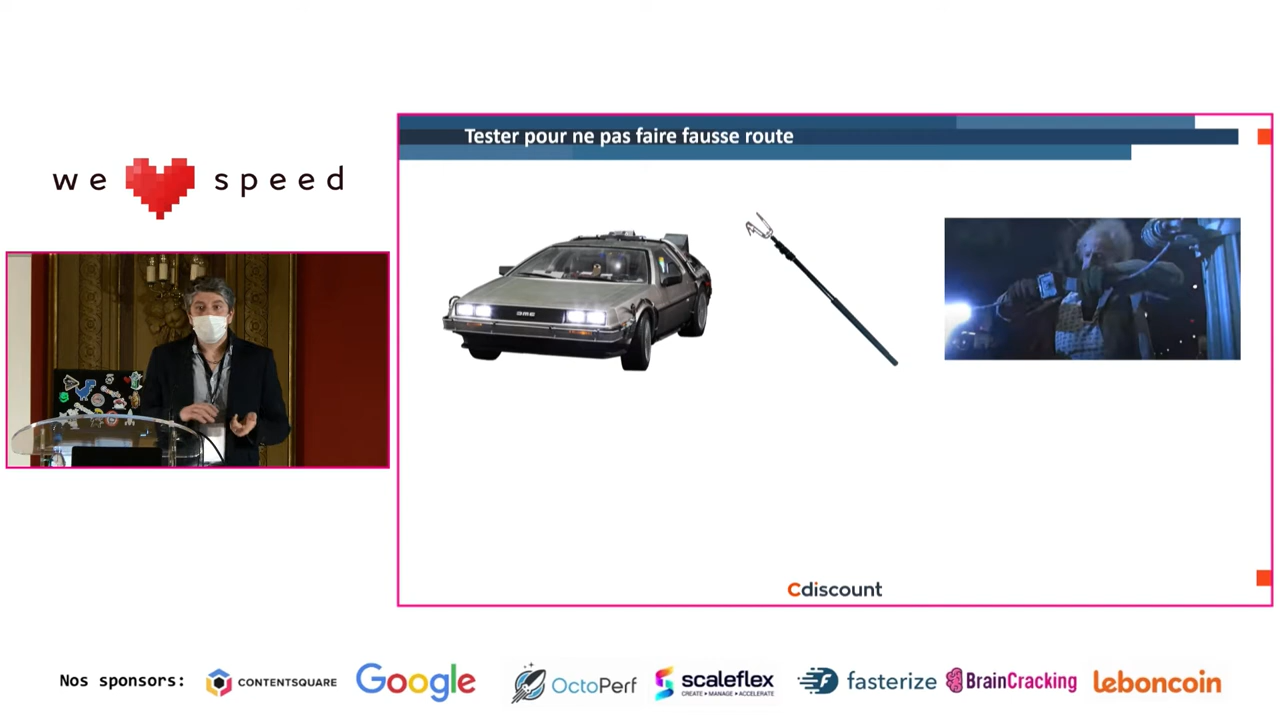 we speed
Tester pour ne pas faire fausse route
Cdiscount
Nos sponsors:
CONTENTSQUARE
Google
OctoPerf
scaleflex
CREATE • MANAGE • ACCELERATE
fasterize
BrainCracking
leboncoin